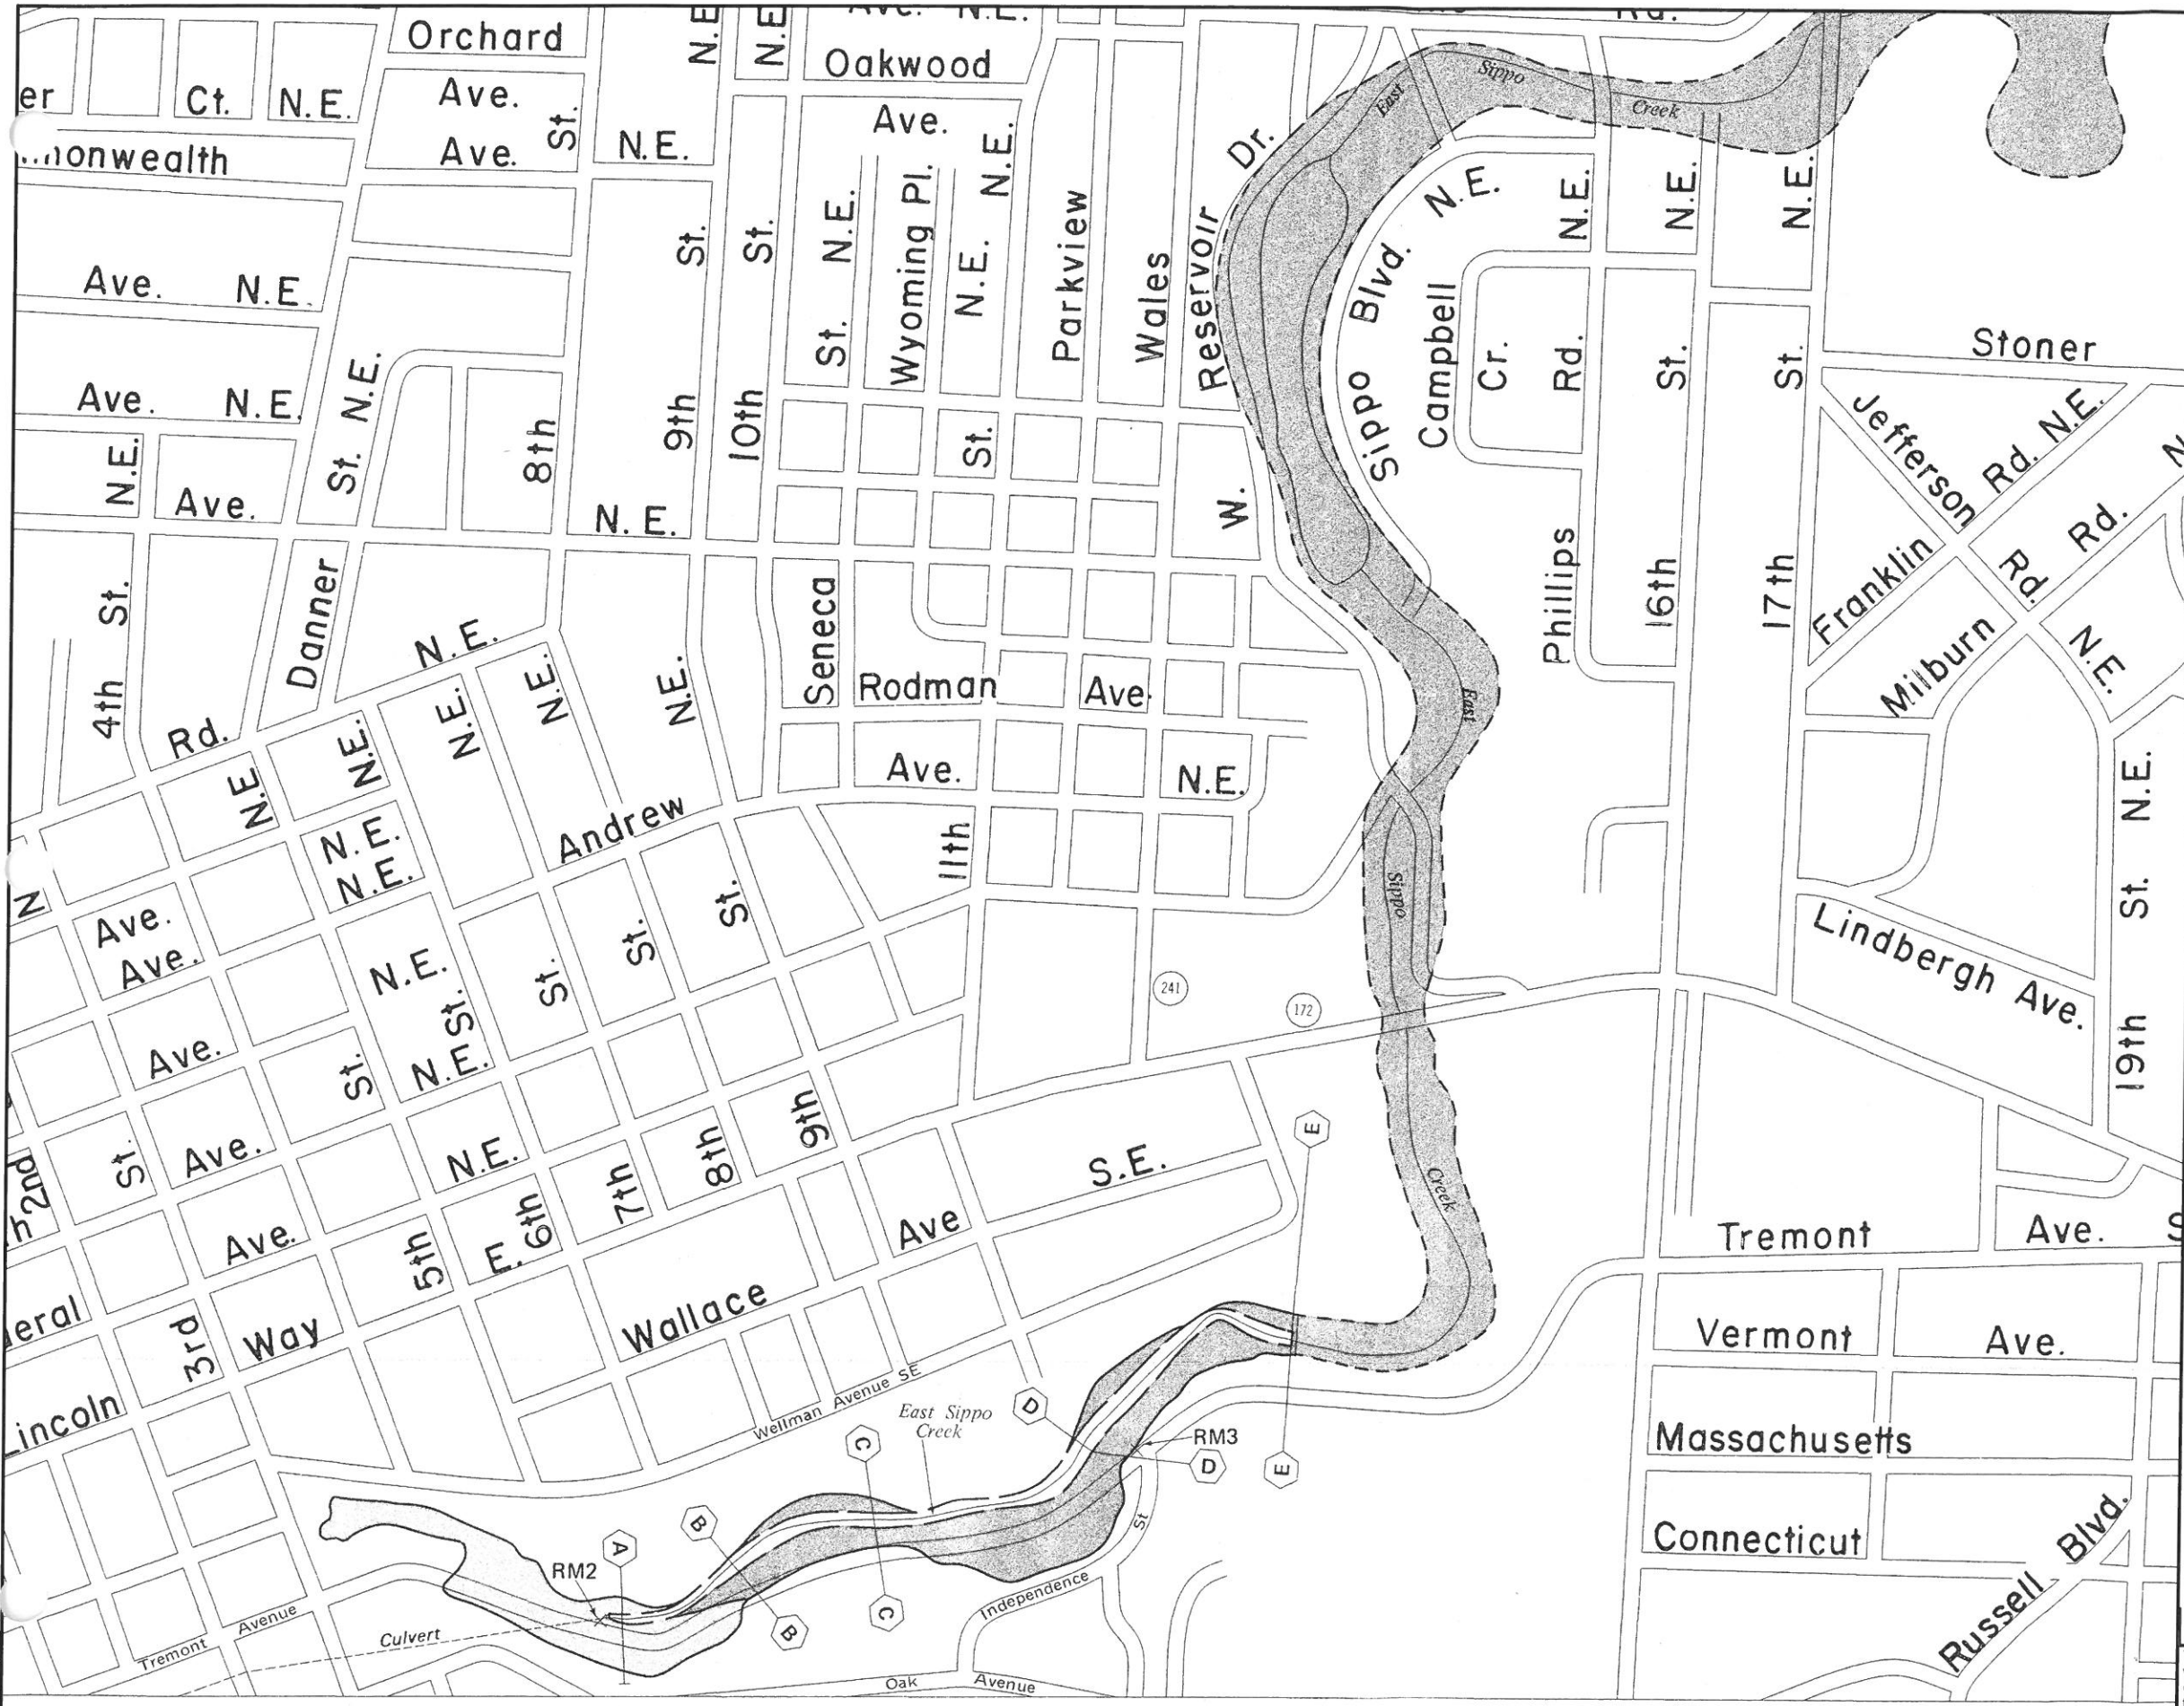 Orchard
N.E
N.E
Oakwood
Rd.
er
Ct.
N.E.
Ave.
St.
Ave.
N.E.
Dr.
East
Sippo
Creek
Ave.
N.E.
N.E.
St.
St.
St.
N.E.
Wyoming Pl.
N.E.
Parkview
Wales
Reservoir
Sippo Blvd. N.E.
Campbell
Cr.
Rd.
N.E.
St.
N.E.
St.
N.E.
Stoner
Ave.
N.E.
Ave.
N.E.
N.E.
Ave.
St. N.E.
8th
9th
10th
St.
N.E.
W.
Jefferson
Rd.
N.E.
Franklin
Rd. N.E.
Milburn
Rd.
4th St.
Danner
N.E.
Rd.
Seneca
Rodman
Ave.
East
Phillips
16th
17th
N.E.
N.E.
N.E.
N.E.
N.E.
Ave.
N.E.
19th St. N.E.
N.E.
N.E.
Andrew
11th
Sippo
N
Ave.
Ave.
N.E.
St.
St.
St.
St.
241
172
Lindbergh Ave.
Ave.
St.
N.E.
E
2nd
St.
Ave.
N.E.
7th
8th
9th
S.E.
Creek
Ave.
5th
E.
6th
Ave
Tremont
Ave.
3rd
Way
Wallace
Vermont
Ave.
Wellman Avenue SE
East Sippo
Creek
D
C
RM3
D
E
Massachusetts
B
A
RM2
St
Connecticut
Russell Blvd.
C
B
Independence
Tremont Avenue
Culvert
Oak Avenue